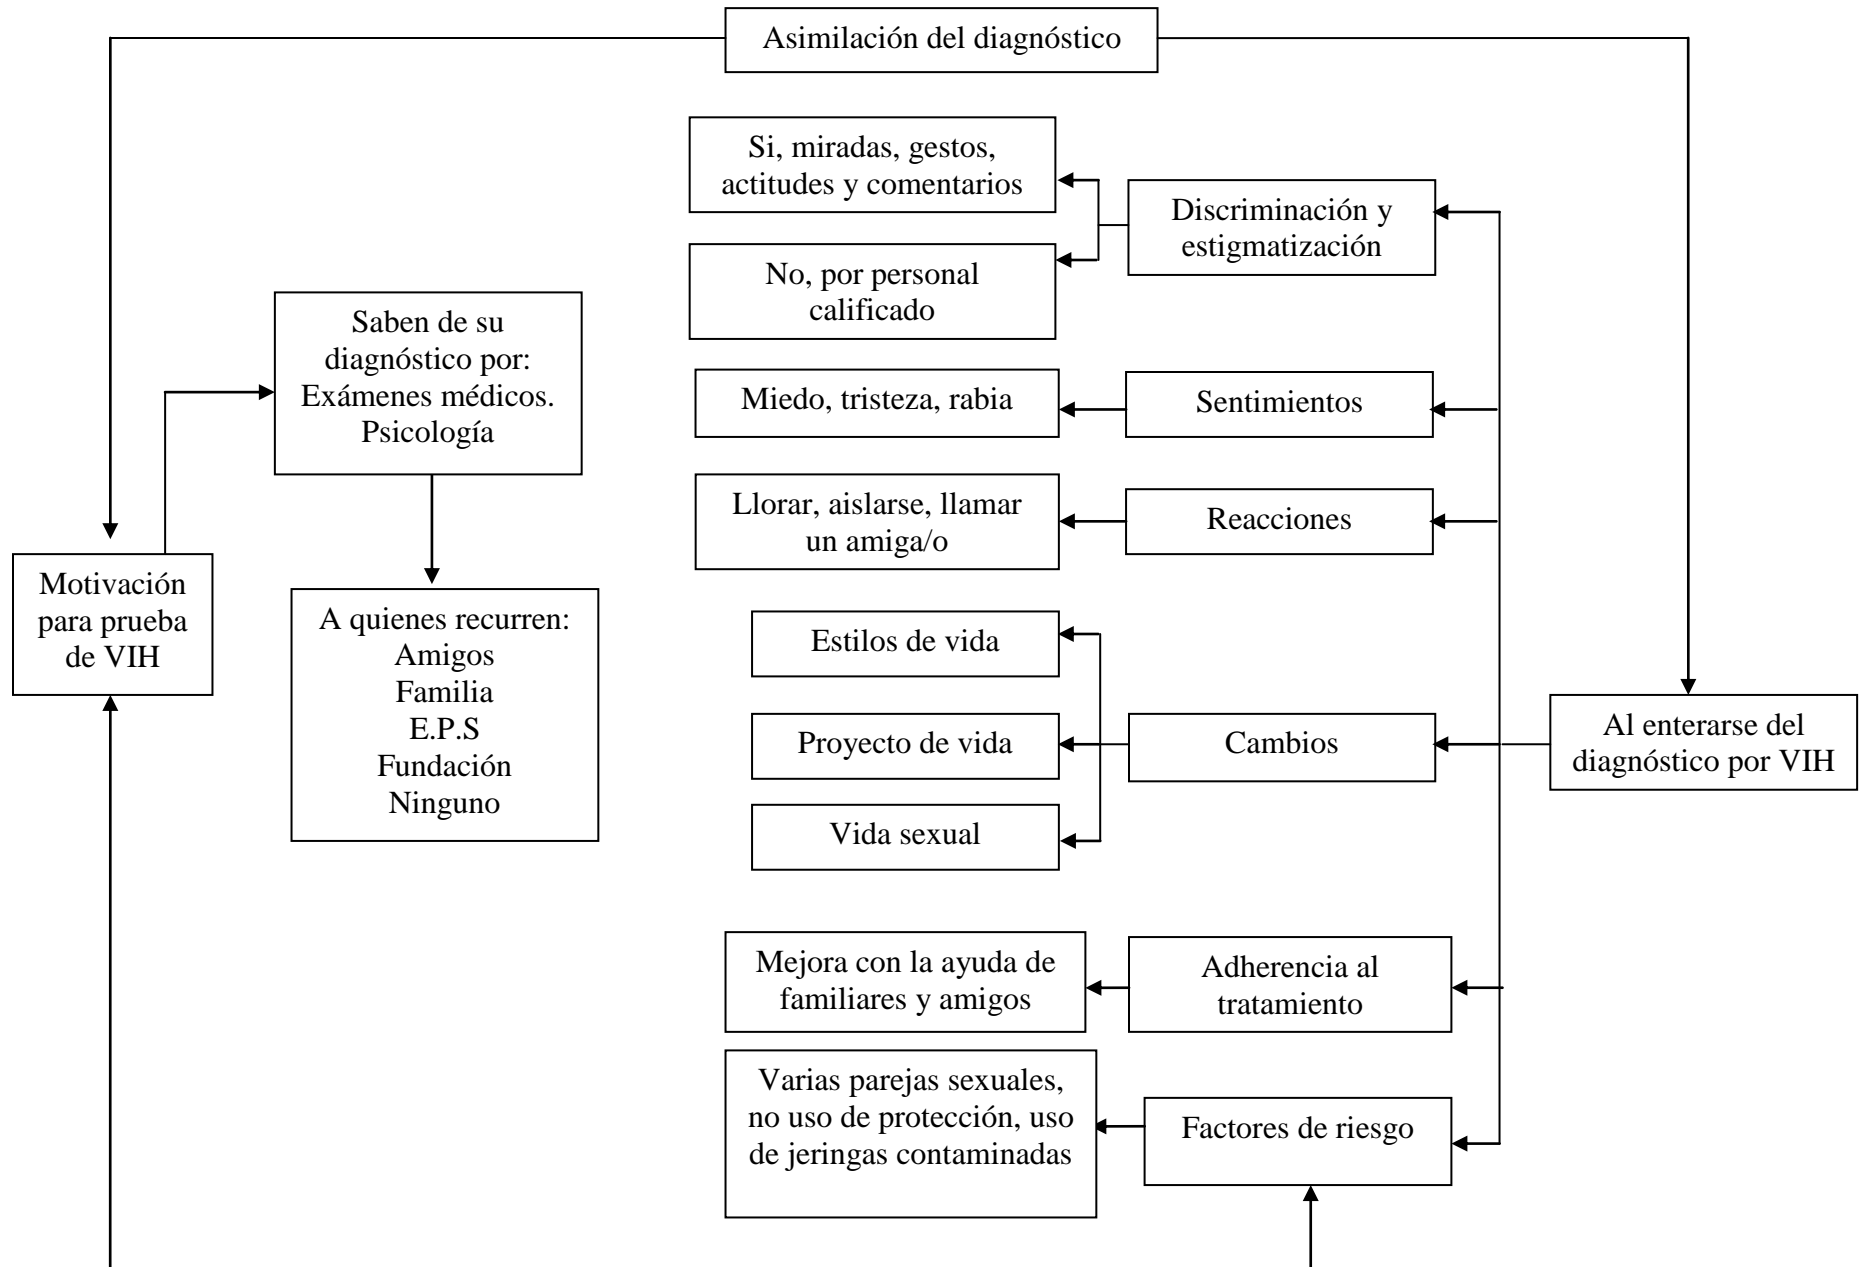 Asimilación del diagnóstico
Si, miradas, gestos,
actitudes y comentarios
Discriminación y
estigmatización
No, por personal
calificado
Saben de su
diagnóstico por:
Exámenes médicos.
Psicología
Miedo, tristeza, rabia
Sentimientos
Llorar, aislarse, llamar
un amiga/o
Reacciones
Motivación
para prueba
de VIH
A quienes recurren:
Amigos
Familia
E.P.S
Fundación
Ninguno
Estilos de vida
Proyecto de vida
Cambios
Al enterarse del
diagnóstico por VIH
Vida sexual
Mejora con la ayuda de
familiares y amigos
Adherencia al
tratamiento
Varias parejas sexuales,
no uso de protección, uso
de jeringas contaminadas
Factores de riesgo